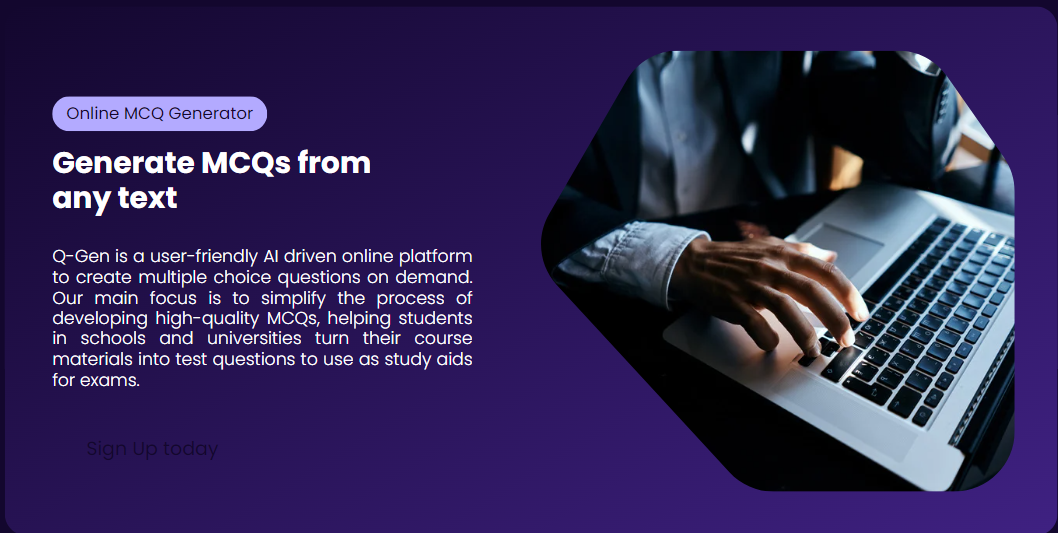 Online MCQ Generator
Generate MCQs from
any text
Q-Gen is a user-friendly AI driven online platform
to create multiple choice questions on demand.
Our main focus is to simplify the process of
developing high-quality MCQs, helping students
in schools and universities turn their course
materials into test questions to use as study aids
for exams.
Sign Up today